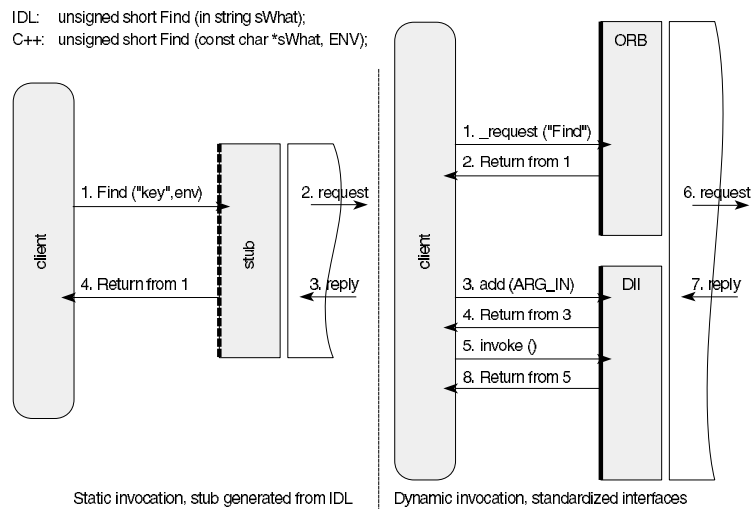 IDL: unsigned short Find (in string sWhat);
C++: unsigned short Find (const char *sWhat, ENV);
client
1. Find ("key",env)
4. Return from 1
stub
2. request
3. reply
Static invocation, stub generated from IDL
client
ORB
1. _request ("Find")
2. Return from 1
6. request
DII
3. add (ARG_IN)
4. Return from 3
5. invoke ()
8. Return from 5
7. reply
Dynamic invocation, standardized interfaces